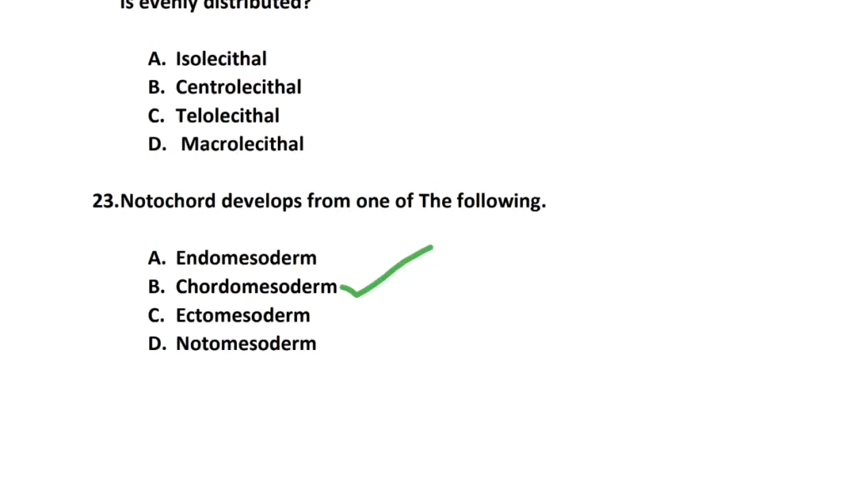 is evenly distributed?
A. Isolecithal
B. Centrolecithal
C. Telolecithal
D. Macrolecithal
23.Notochord develops from one of The following.
A. Endomesoderm
B. Chordomesoderm
C. Ectomesoderm
D. Notomesoderm